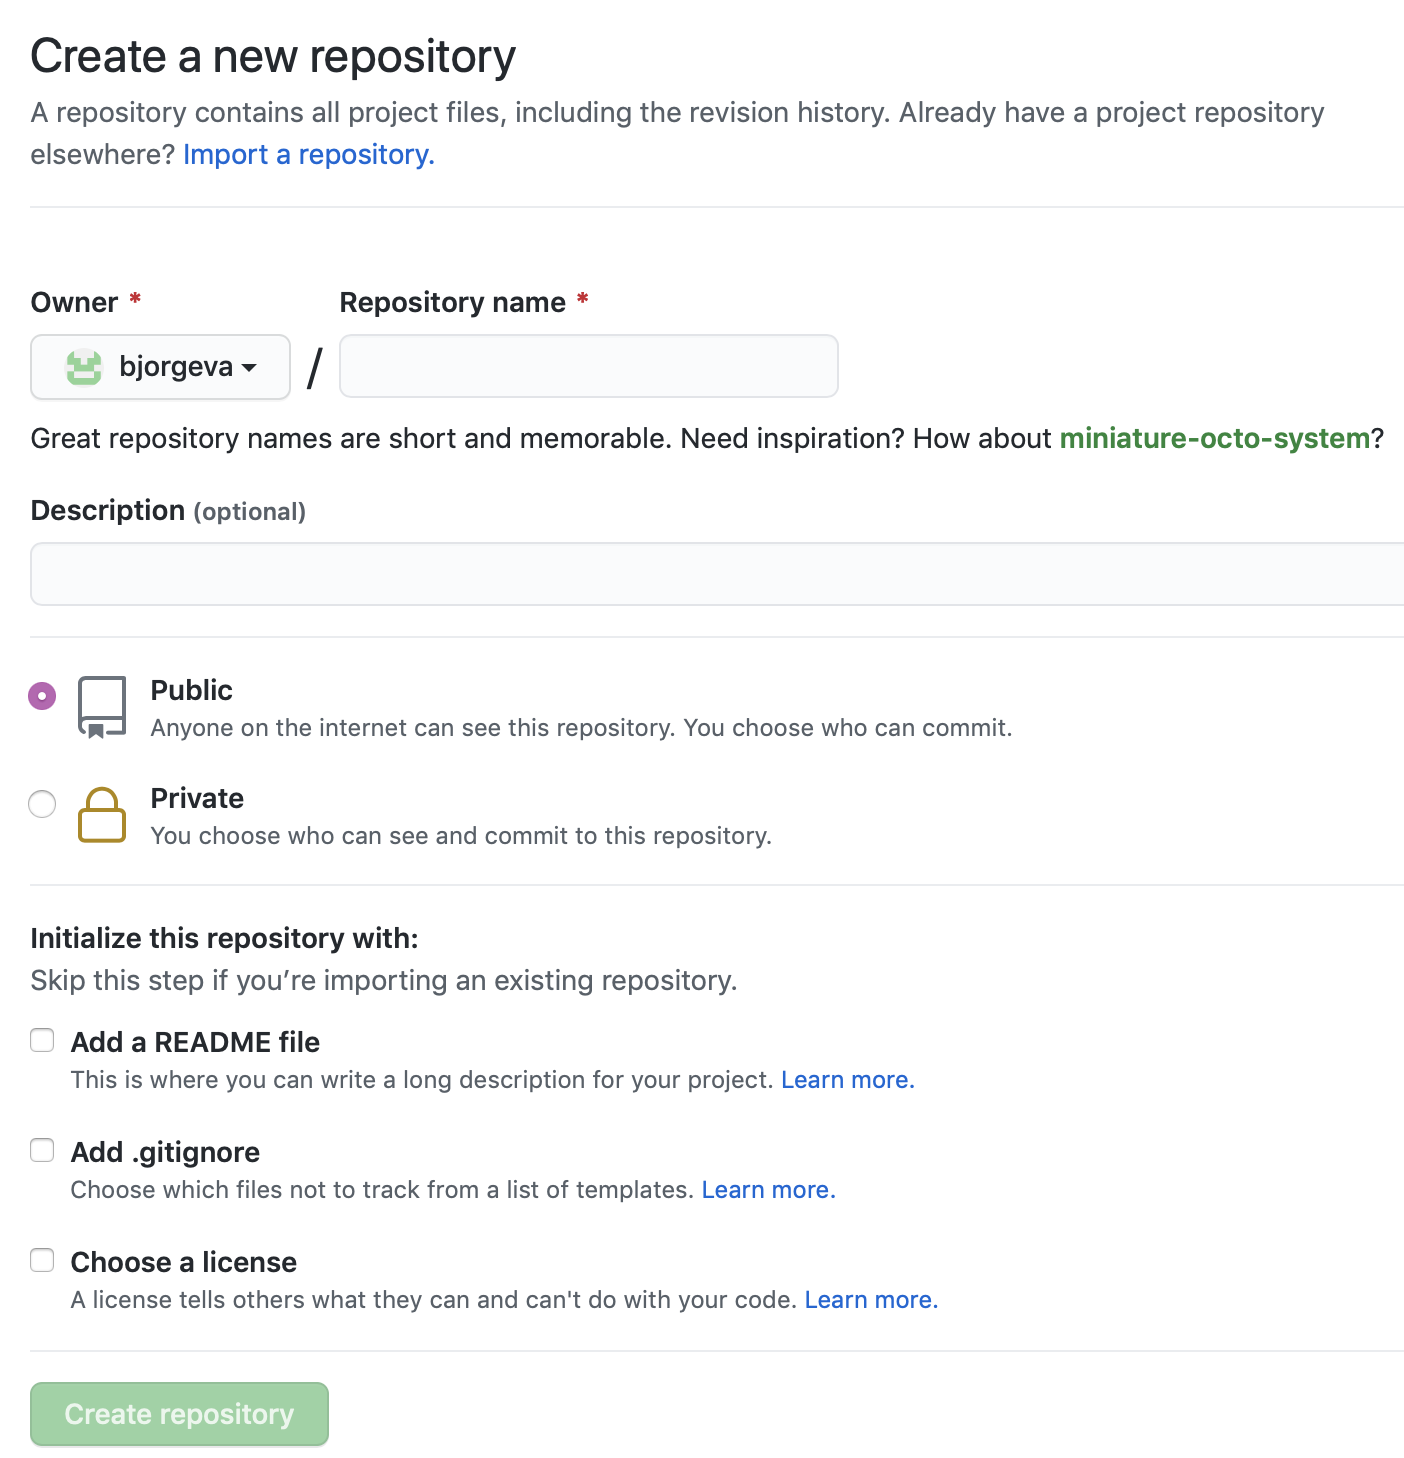 Create a new repository
A repository contains all project files, including the revision history. Already have a project repository
elsewhere? Import a repository.
Owner * Repository name *
bjorgeva /
Great repository names are short and memorable. Need inspiration? How about miniature-octo-system?
Description (optional)
Public
Anyone on the internet can see this repository. You choose who can commit.
Private
You choose who can see and commit to this repository.
Initialize this repository with:
Skip this step if you’re importing an existing repository.
Add a README file
This is where you can write a long description for your project. Learn more.
Add .gitignore
Choose which files not to track from a list of templates. Learn more.
Choose a license
A license tells others what they can and can't do with your code. Learn more.
Create repository